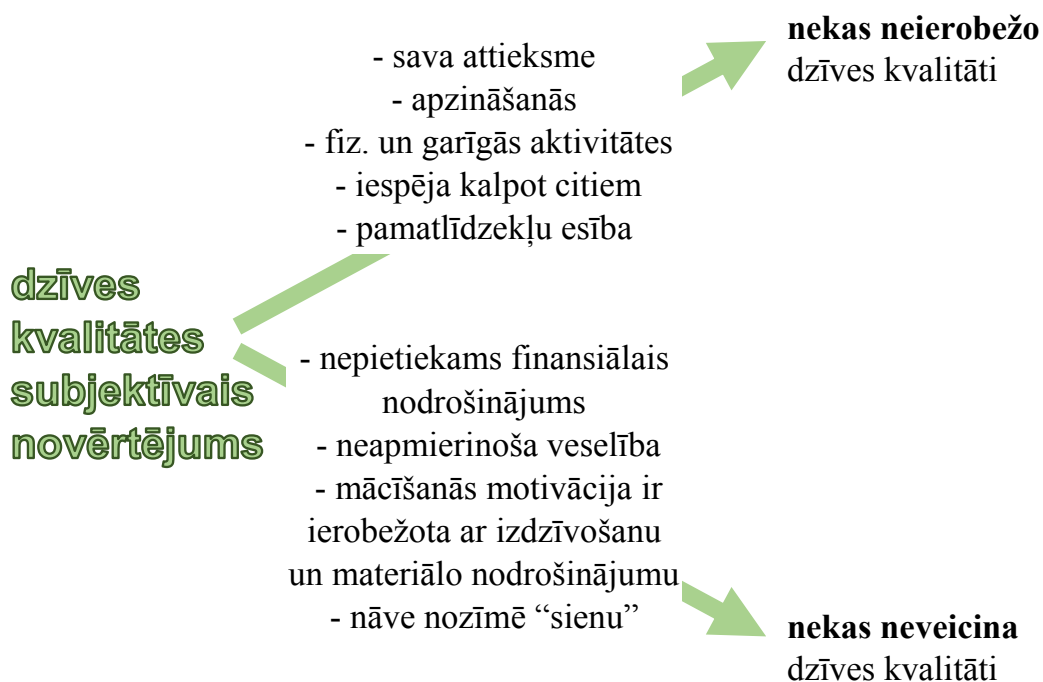 dzīves
kvalitātes
subjektīvais
novērtējums
- sava attieksme
- apzināšanās
- fiz. un garīgās aktivitātes
- iespēja kalpot citiem
- pamatlīdzekļu esība
nekas neierobežo
dzīves kvalitāti
- nepietiekams finansiālais
nodrošinājums
- neapmierinoša veselība
- mācīšanās motivācija ir
ierobežota ar izdzīvošanu
un materiālo nodrošinājumu
- nāve nozīmē “sienu”
nekas neveicina
dzīves kvalitāti